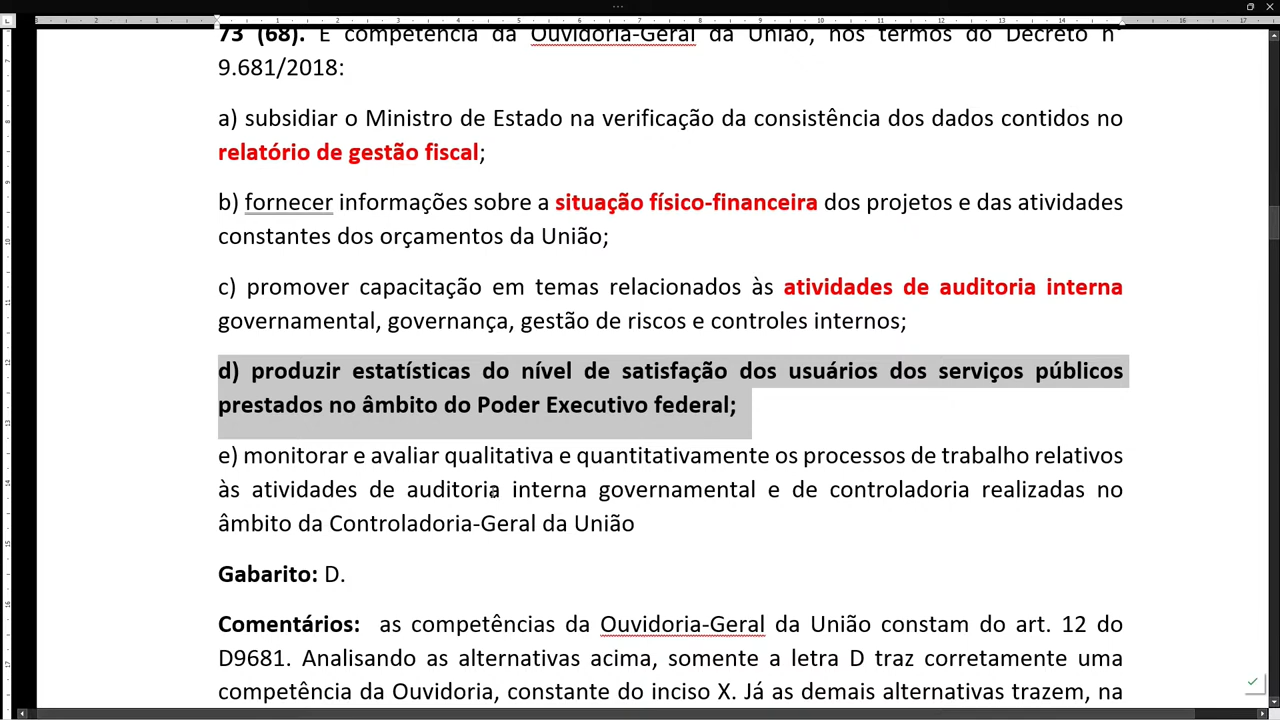 73 (68). É competência da Ouvidoria-Geral da União, nos termos do Decreto nº
9.681/2018:
a) subsidiar o Ministro de Estado na verificação da consistência dos dados contidos no
relatório de gestão fiscal;
b) fornecer informações sobre a situação físico-financeira dos projetos e das atividades
constantes dos orçamentos da União;
c) promover capacitação em temas relacionados às atividades de auditoria interna
governamental, governança, gestão de riscos e controles internos;
d) produzir estatísticas do nível de satisfação dos usuários dos serviços públicos
prestados no âmbito do Poder Executivo federal;
e) monitorar e avaliar qualitativa e quantitativamente os processos de trabalho relativos
às atividades de auditoria interna governamental e de controladoria realizadas no
âmbito da Controladoria-Geral da União
Gabarito: D.
Comentários: as competências da Ouvidoria-Geral da União constam do art. 12 do
D9681. Analisando as alternativas acima, somente a letra D traz corretamente uma
competência da Ouvidoria, constante do inciso X. Já as demais alternativas trazem, na